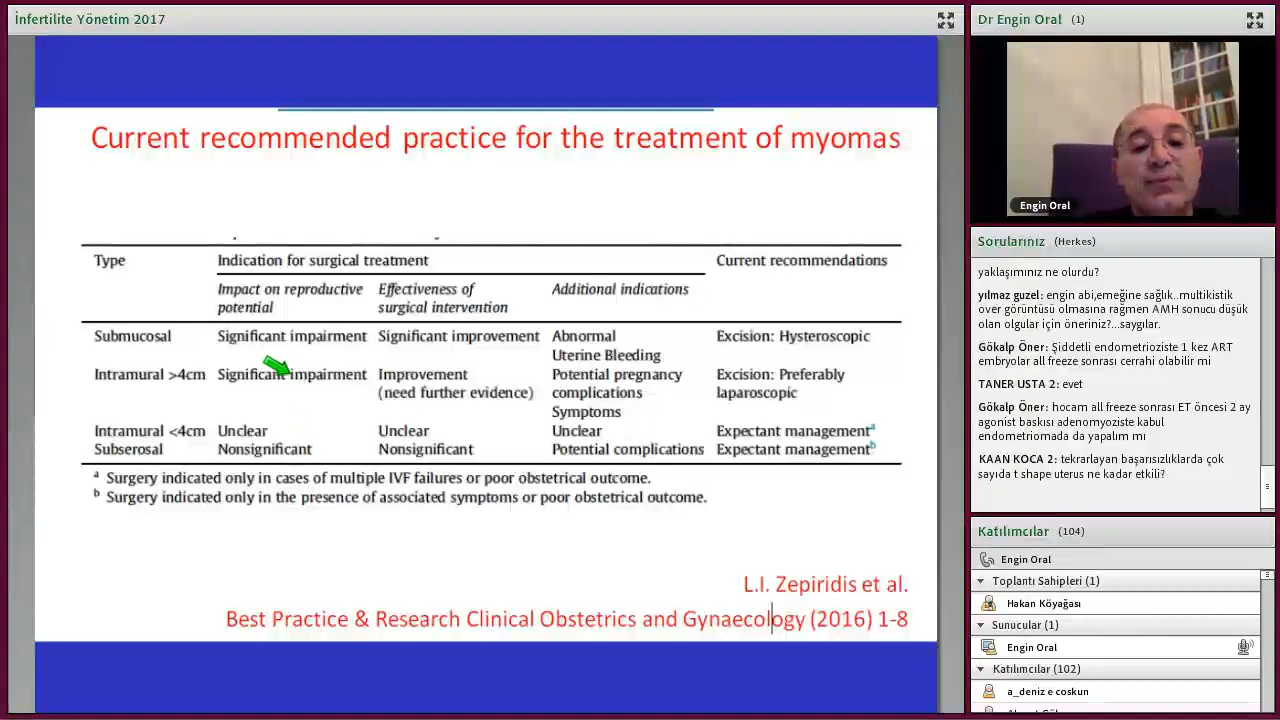 İnfertilite Yönetim 2017
Current recommended practice for the treatment of myomas
Type Indication for surgical treatment Current recommendations
Impact on reproductive potential Effectiveness of surgical intervention Additional indications
Submucosal Significant impairment Significant improvement Abnormal Uterine Bleeding Excision: Hysteroscopic
Intramural >4cm Significant impairment Improvement (need further evidence) Potential pregnancy complications Symptoms Excision: Preferably laparoscopic
Intramural <4cm Unclear Unclear Unclear Expectant managementᵃ
Subserosal Nonsignificant Nonsignificant Potential complications Expectant managementᵇ
ᵃ Surgery indicated only in cases of multiple IVF failures or poor obstetrical outcome.
ᵇ Surgery indicated only in the presence of associated symptoms or poor obstetrical outcome.
L.I. Zepiridis et al.
Best Practice & Research Clinical Obstetrics and Gynaecology (2016) 1-8
Dr Engin Oral (1)
Engin Oral
Sorularınız (Herkes)
yaklaşımınız ne olurdu?
yılmaz guzel: engin abi,emeğine sağlık..multikistik
over görüntüsü olmasına rağmen AMH sonucu düşük
olan olgular için öneriniz?...saygılar.
Gökalp Öner: Şiddetli endometrioziste 1 kez ART
embryolar all freeze sonrası cerrahi olabilir mi
TANER USTA 2: evet
Gökalp Öner: hocam all freeze sonrası ET öncesi 2 ay
agonist baskısı adenomyoziste kabul
endometriomada da yapalım mı
KAAN KOCA 2: tekrarlayan başarısızlıklarda çok
sayıda t shape uterus ne kadar etkili?
Katılımcılar (104)
Engin Oral
Toplantı Sahipleri (1)
Hakan Köyağası
Sunucular (1)
Engin Oral
Katılımcılar (102)
a_deniz e coskun